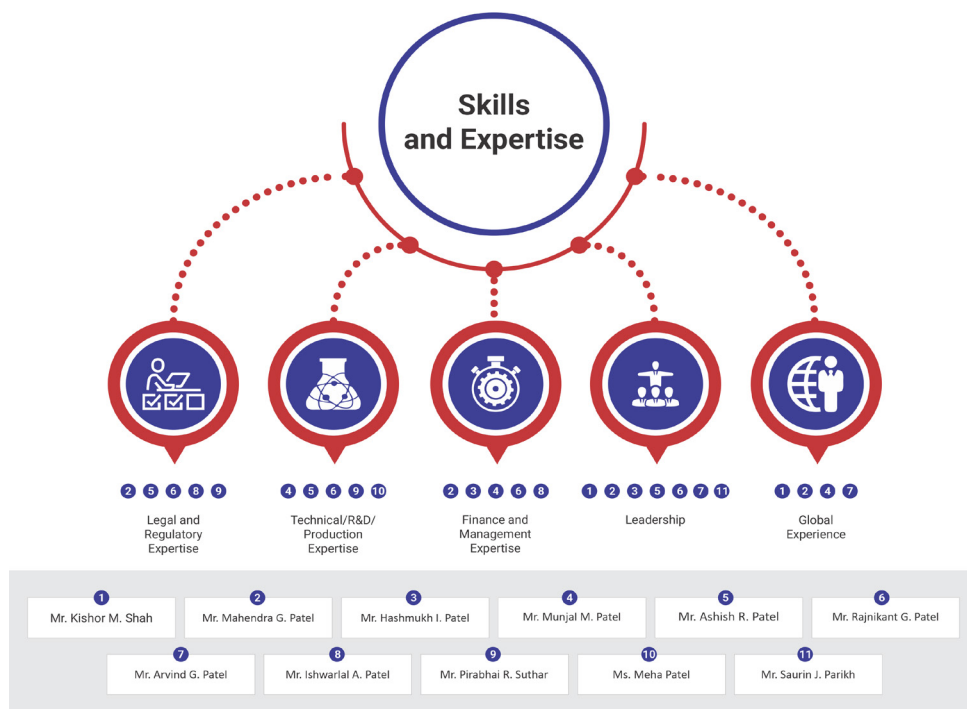 Skills
and Expertise
2 5 6 8 9
Legal and
Regulatory
Expertise
4 5 6 9 10
Technical/R&D/
Production
Expertise
2 3 4 6 8
Finance and
Management
Expertise
1 2 3 5 6 7 11
Leadership
1 2 4 7
Global
Experience
1
Mr. Kishor M. Shah
2
Mr. Mahendra G. Patel
3
Mr. Hashmukh I. Patel
4
Mr. Munjal M. Patel
5
Mr. Ashish R. Patel
6
Mr. Rajnikant G. Patel
7
Mr. Arvind G. Patel
8
Mr. Ishwarlal A. Patel
9
Mr. Pirabhai R. Suthar
10
Ms. Meha Patel
11
Mr. Saurin J. Parikh